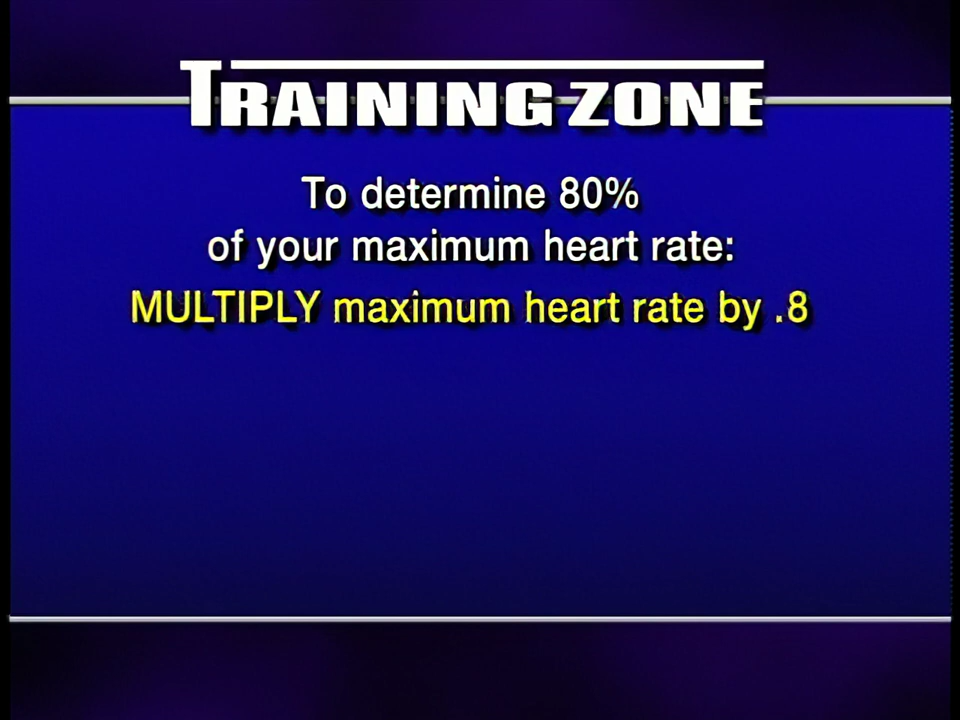 TRAINING ZONE
To determine 80%
of your maximum heart rate:
MULTIPLY maximum heart rate by .8